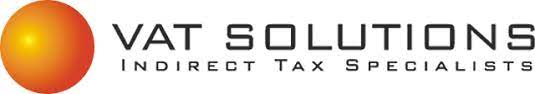 VAT SOLUTIONS
INDIRECT TAX SPECIALISTS